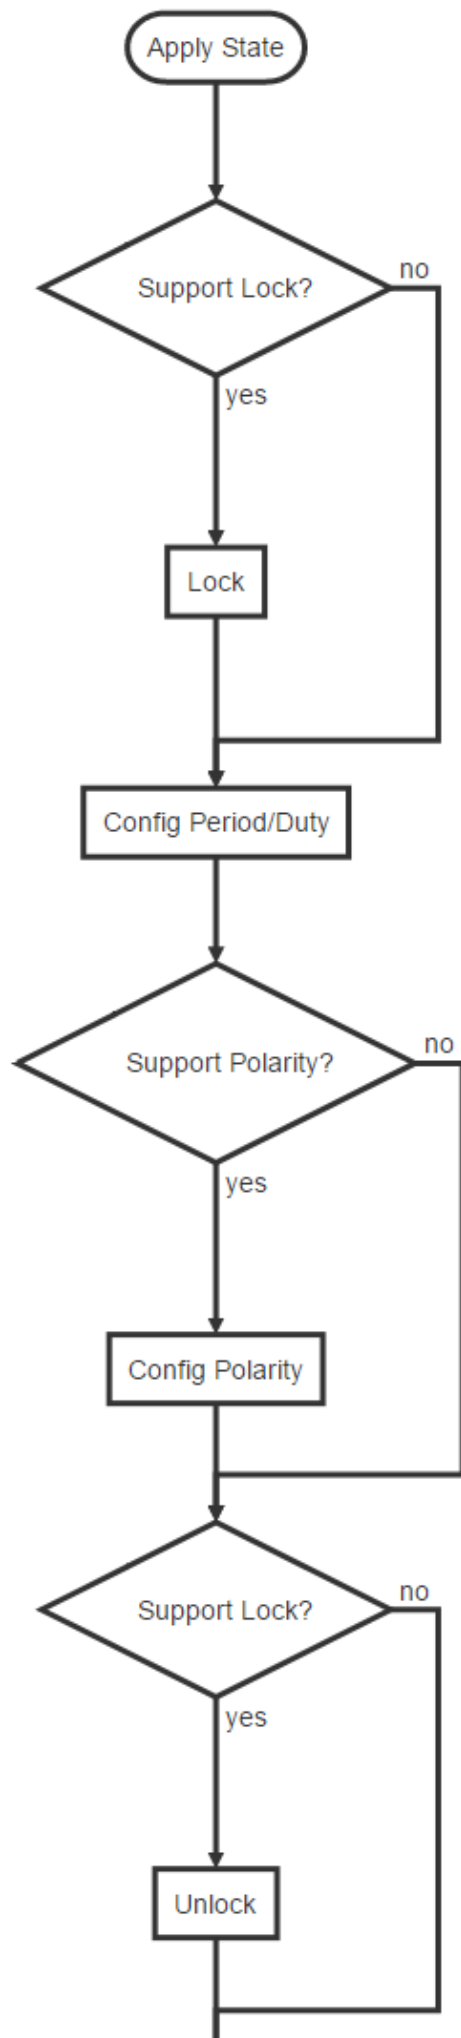 Apply State
Support Lock?
no
yes
Lock
Config Period/Duty
Support Polarity?
no
yes
Config Polarity
Support Lock?
no
yes
Unlock